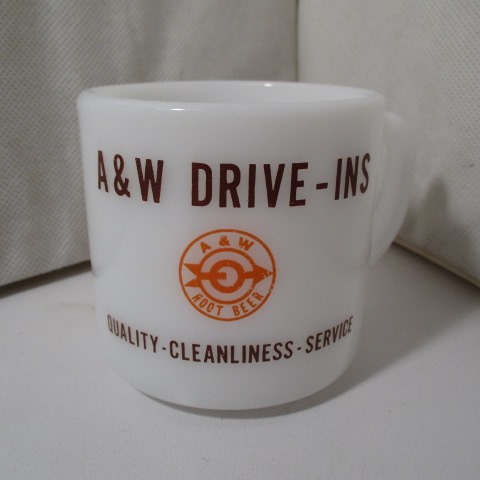 A & W DRIVE-INS
A & W
ROOT BEER
QUALITY-CLEANLINESS-SERVICE